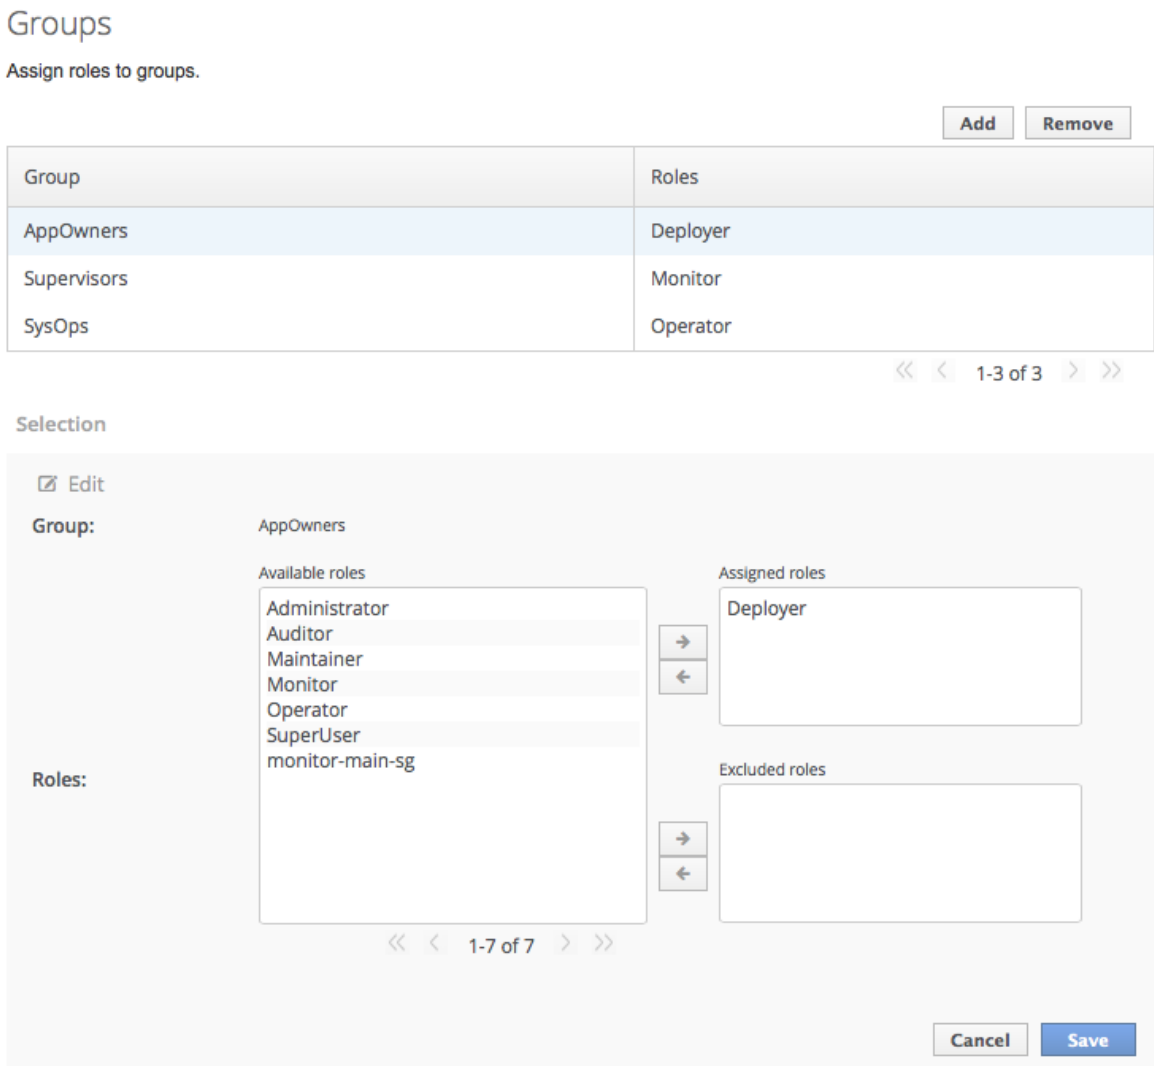 Groups
Assign roles to groups.
Add Remove
Group Roles
AppOwners Deployer
Supervisors Monitor
SysOps Operator
1-3 of 3
Selection
Edit
Group: AppOwners
Available roles Assigned roles
Administrator Deployer
Auditor
Maintainer
Monitor
Operator
SuperUser
monitor-main-sg
Excluded roles
Roles:
1-7 of 7
Cancel Save